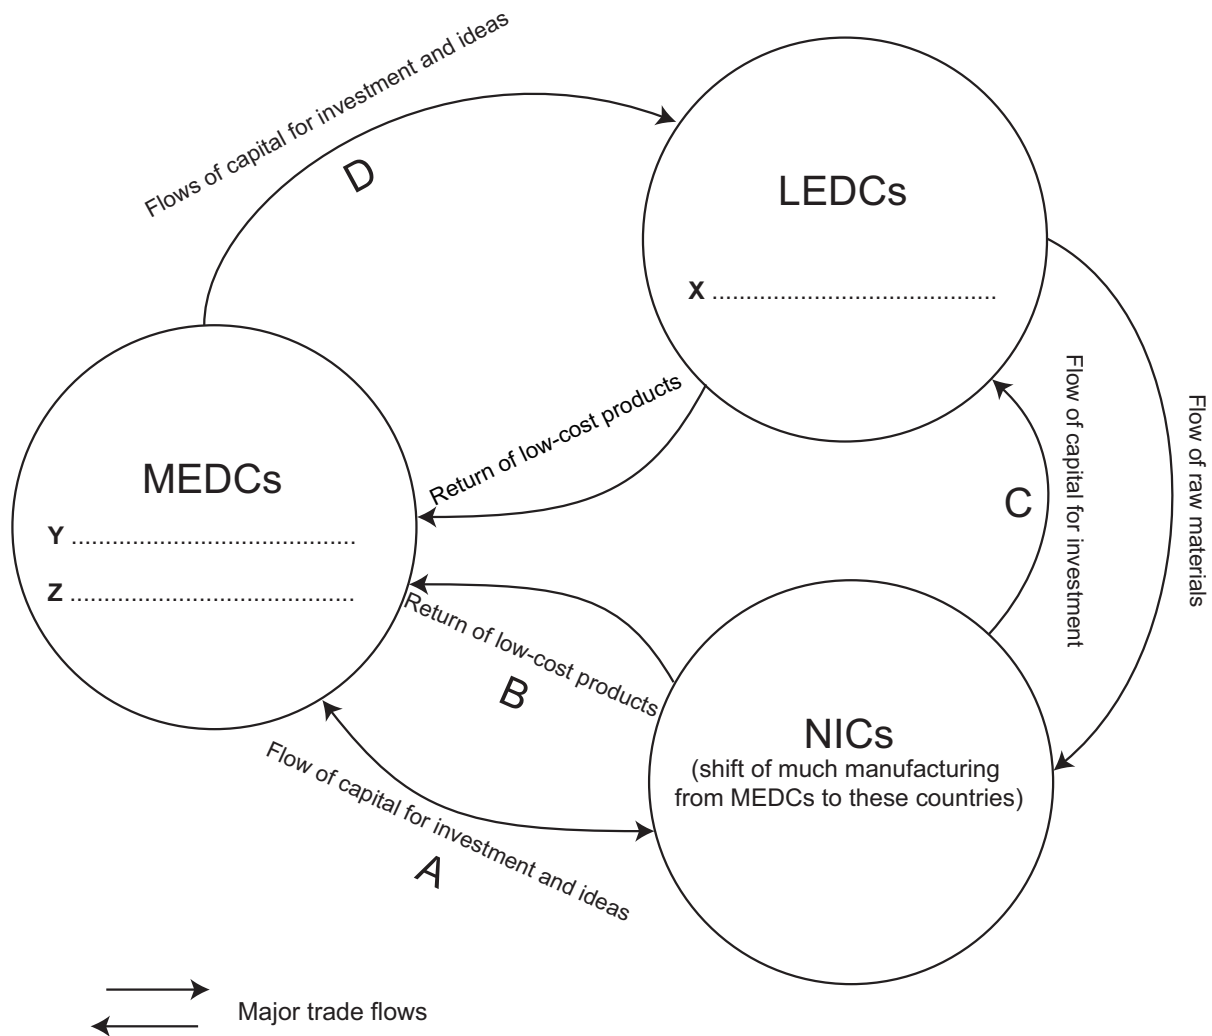 Flows of capital for investment and ideas
D
LEDCs
X ..........................................
Return of low-cost products
MEDCs
Y ..........................................
Z ..........................................
Flow of capital for investment
C
Flow of raw materials
Return of low-cost products
B
NICs
(shift of much manufacturing
from MEDCs to these countries)
Flow of capital for investment and ideas
A
Major trade flows